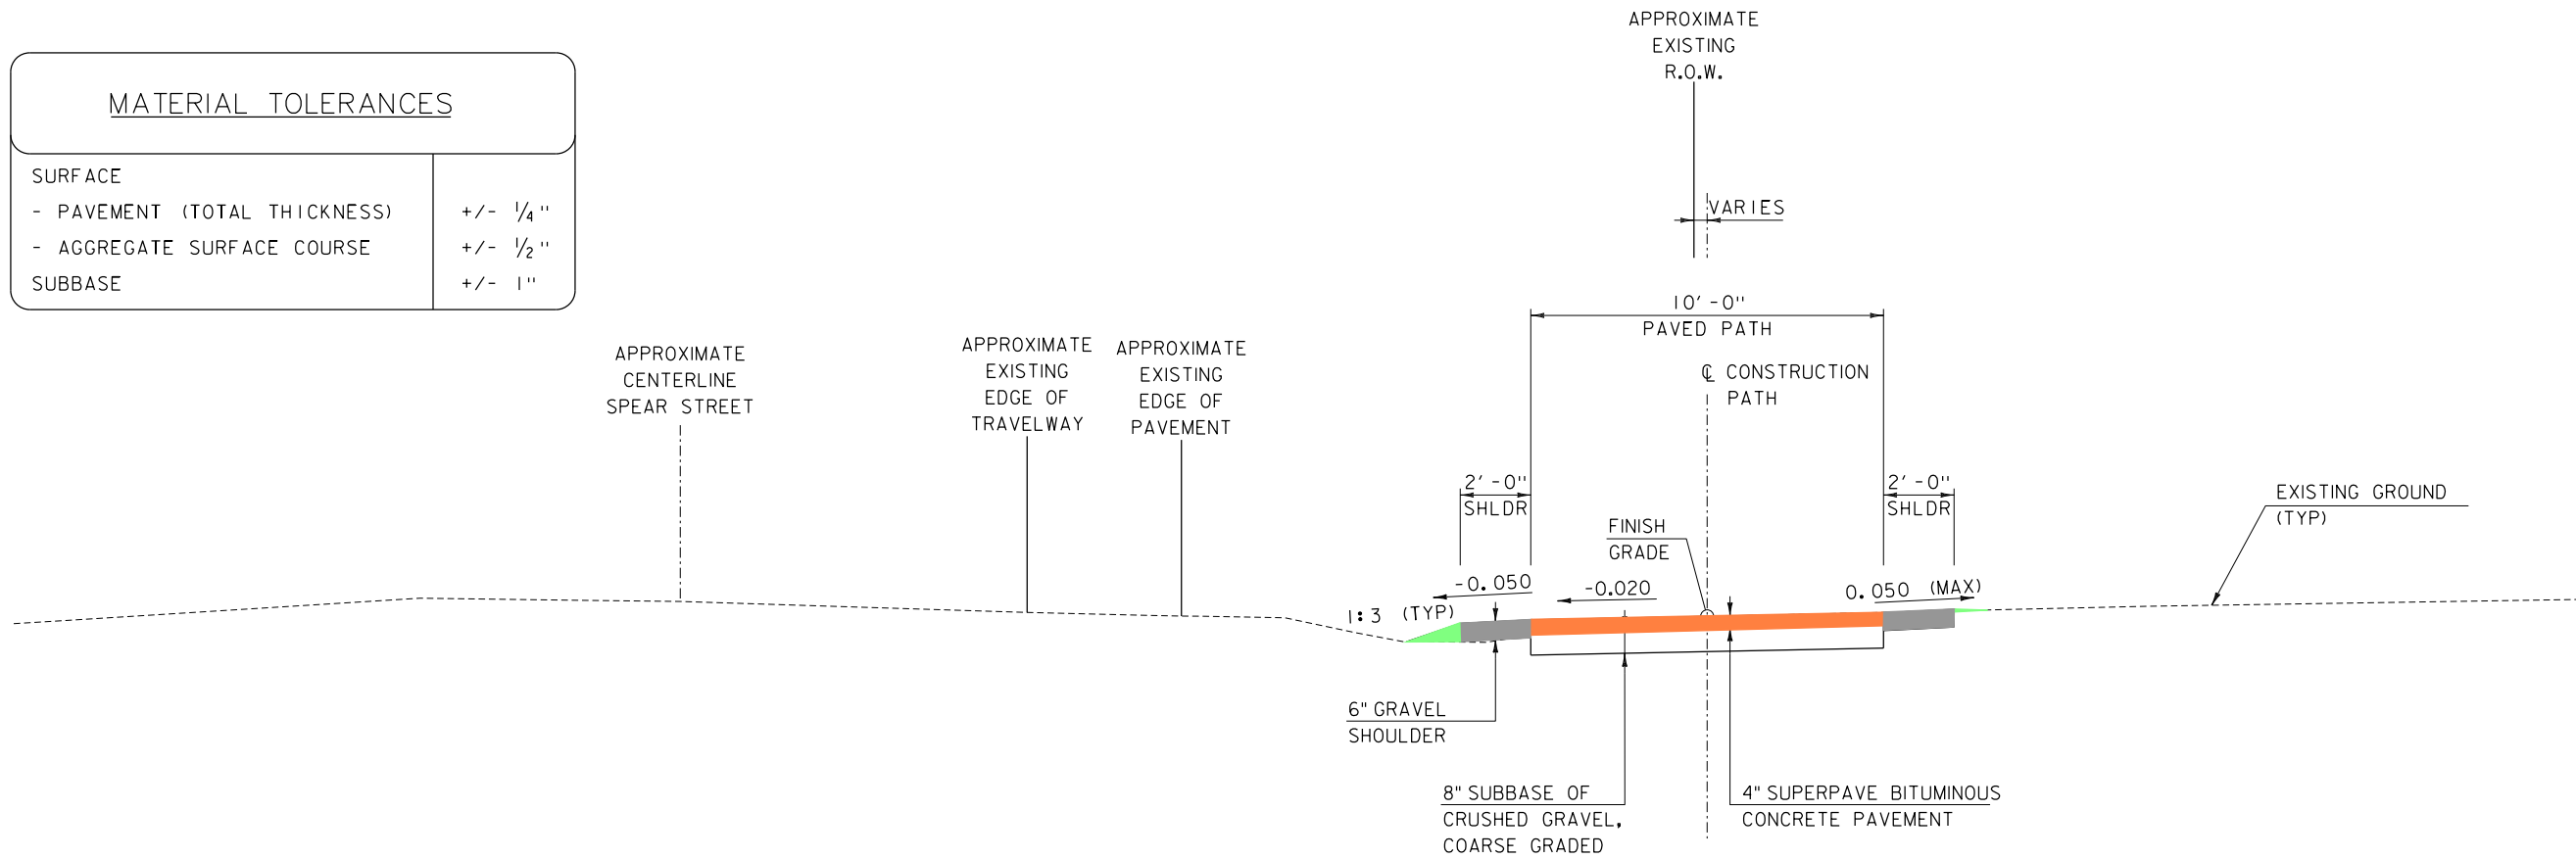 APPROXIMATE
EXISTING
R.O.W.
MATERIAL TOLERANCES
SURFACE
- PAVEMENT (TOTAL THICKNESS) +/- 1/4"
- AGGREGATE SURFACE COURSE +/- 1/2"
SUBBASE +/- 1"
VARIES
10'-0"
PAVED PATH
APPROXIMATE
CENTERLINE
SPEAR STREET
APPROXIMATE
EXISTING
EDGE OF
TRAVELWAY
APPROXIMATE
EXISTING
EDGE OF
PAVEMENT
℄ CONSTRUCTION
PATH
2'-0"
SHLDR
2'-0"
SHLDR
EXISTING GROUND
(TYP)
FINISH
GRADE
-0.050
-0.020
0.050 (MAX)
1:3 (TYP)
6" GRAVEL
SHOULDER
8" SUBBASE OF
CRUSHED GRAVEL,
COARSE GRADED
4" SUPERPAVE BITUMINOUS
CONCRETE PAVEMENT